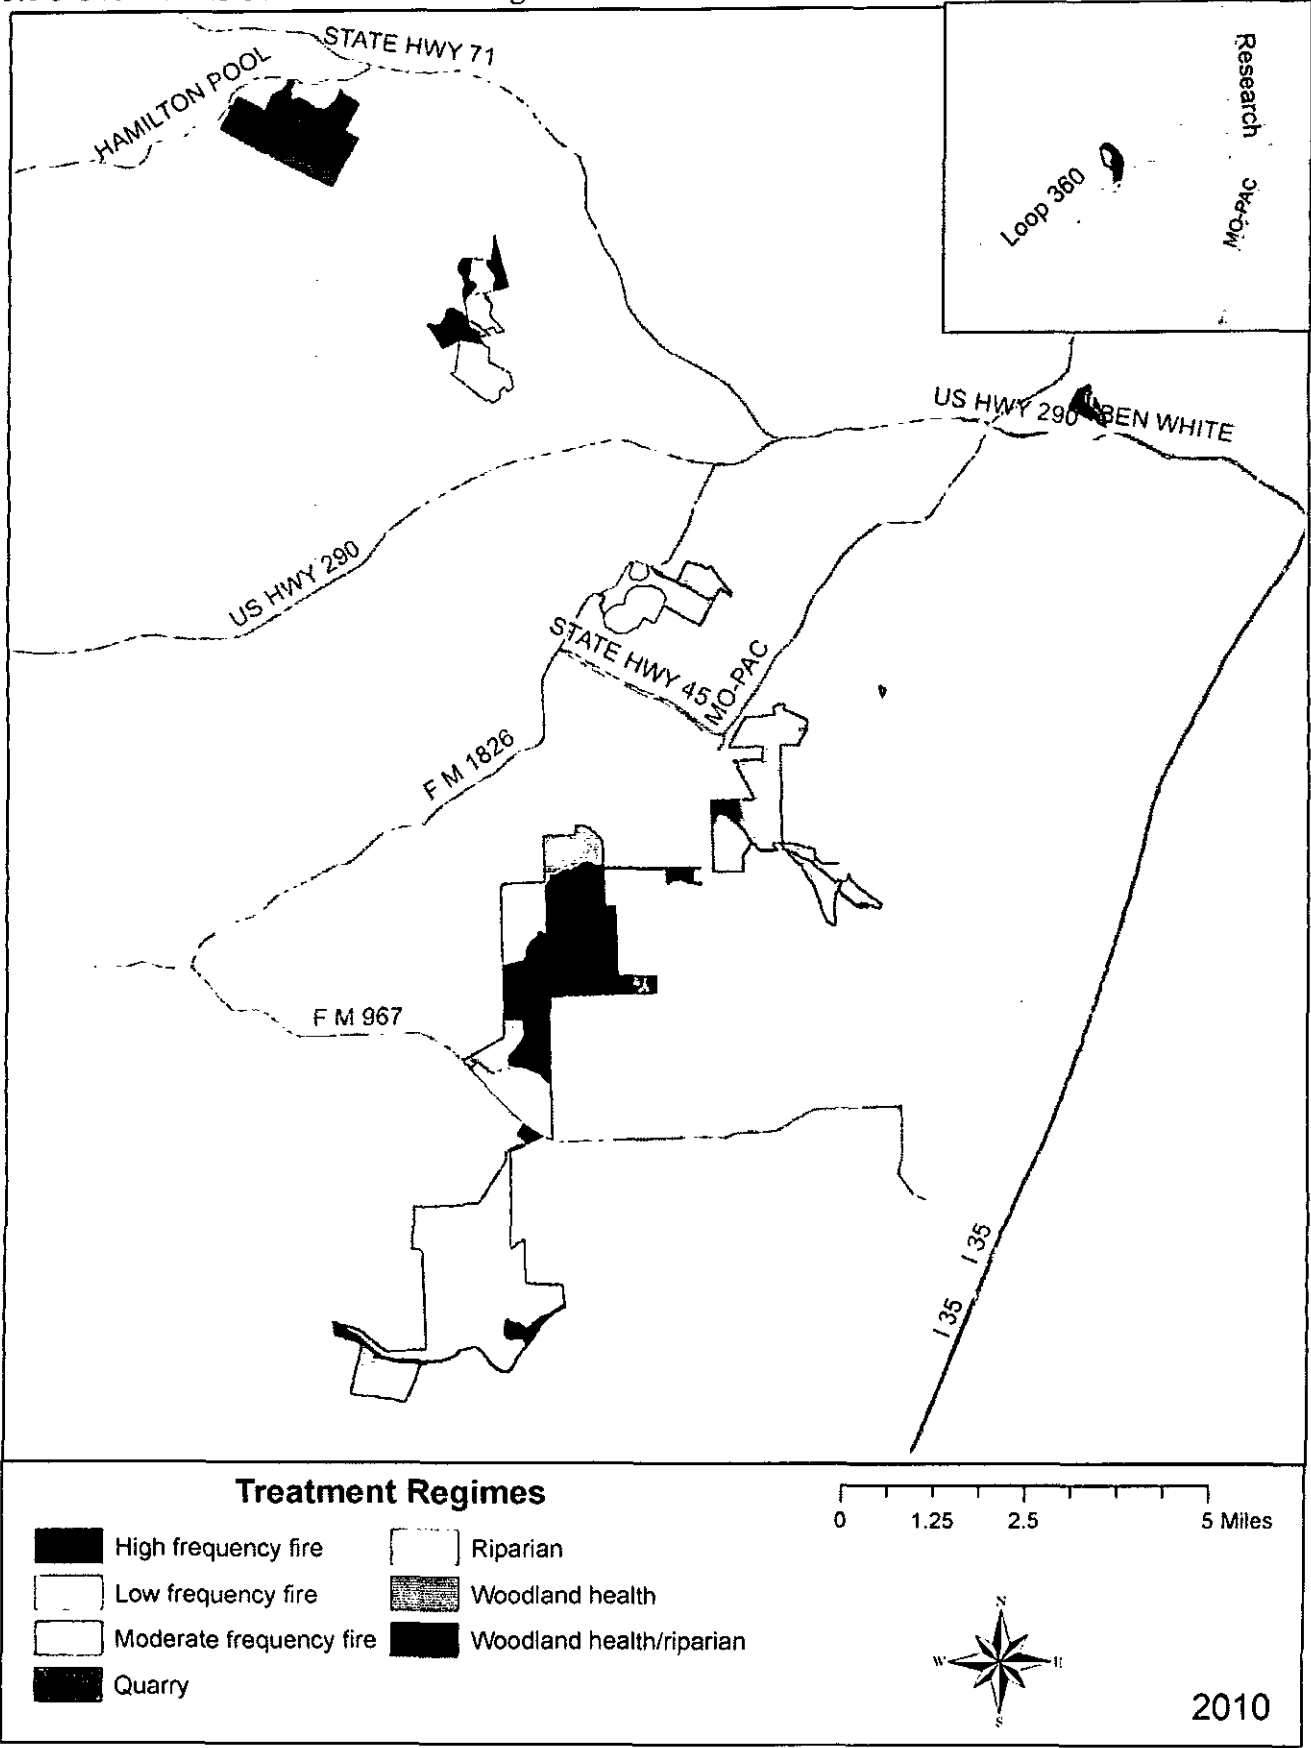 STATE HWY 71
HAMILTON POOL
Research
Loop 360
MO-PAC
US HWY 290
BEN WHITE
US HWY 290
STATE HWY 45
MO-PAC
F M 1826
F M 967
I 35
I 35
Treatment Regimes
High frequency fire
Low frequency fire
Moderate frequency fire
Quarry
Riparian
Woodland health
Woodland health/riparian
0 1.25 2.5 5 Miles
N
W E
S
2010